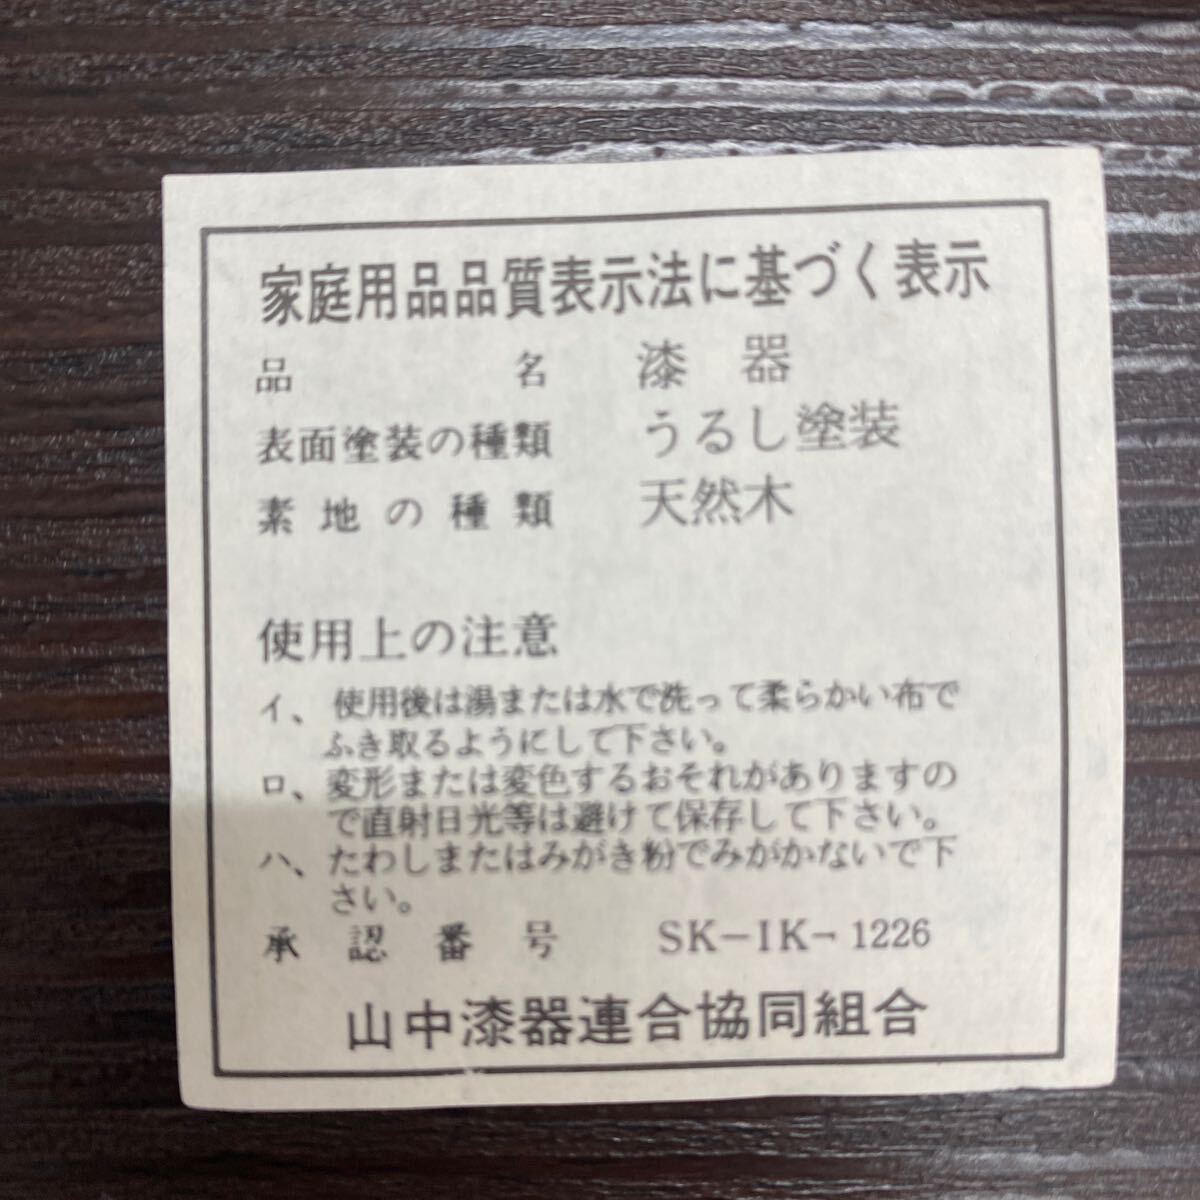 家庭用品品質表示法に基づく表示
品名 漆器
表面塗装の種類 うるし塗装
素地の種類 天然木
使用上の注意
イ、使用後は湯または水で洗って柔らかい布で
ふき取るようにして下さい。
ロ、変形または変色するおそれがありますの
で直射日光等は避けて保存して下さい。
ハ、たわしまたはみがき粉でみがかないで下
さい。
承認番号 SK-IK-1226
山中漆器連合協同組合